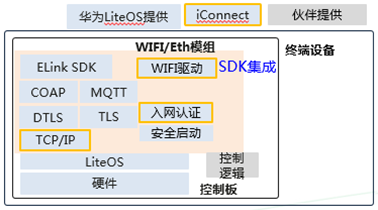 华为LiteOS提供
iConnect
伙伴提供
WIFI/Eth模组
终端设备
ELink SDK
WIFI驱动
SDK集成
COAP
MQTT
DTLS
TLS
入网认证
TCP/IP
安全启动
LiteOS
控制
逻辑
硬件
控制板